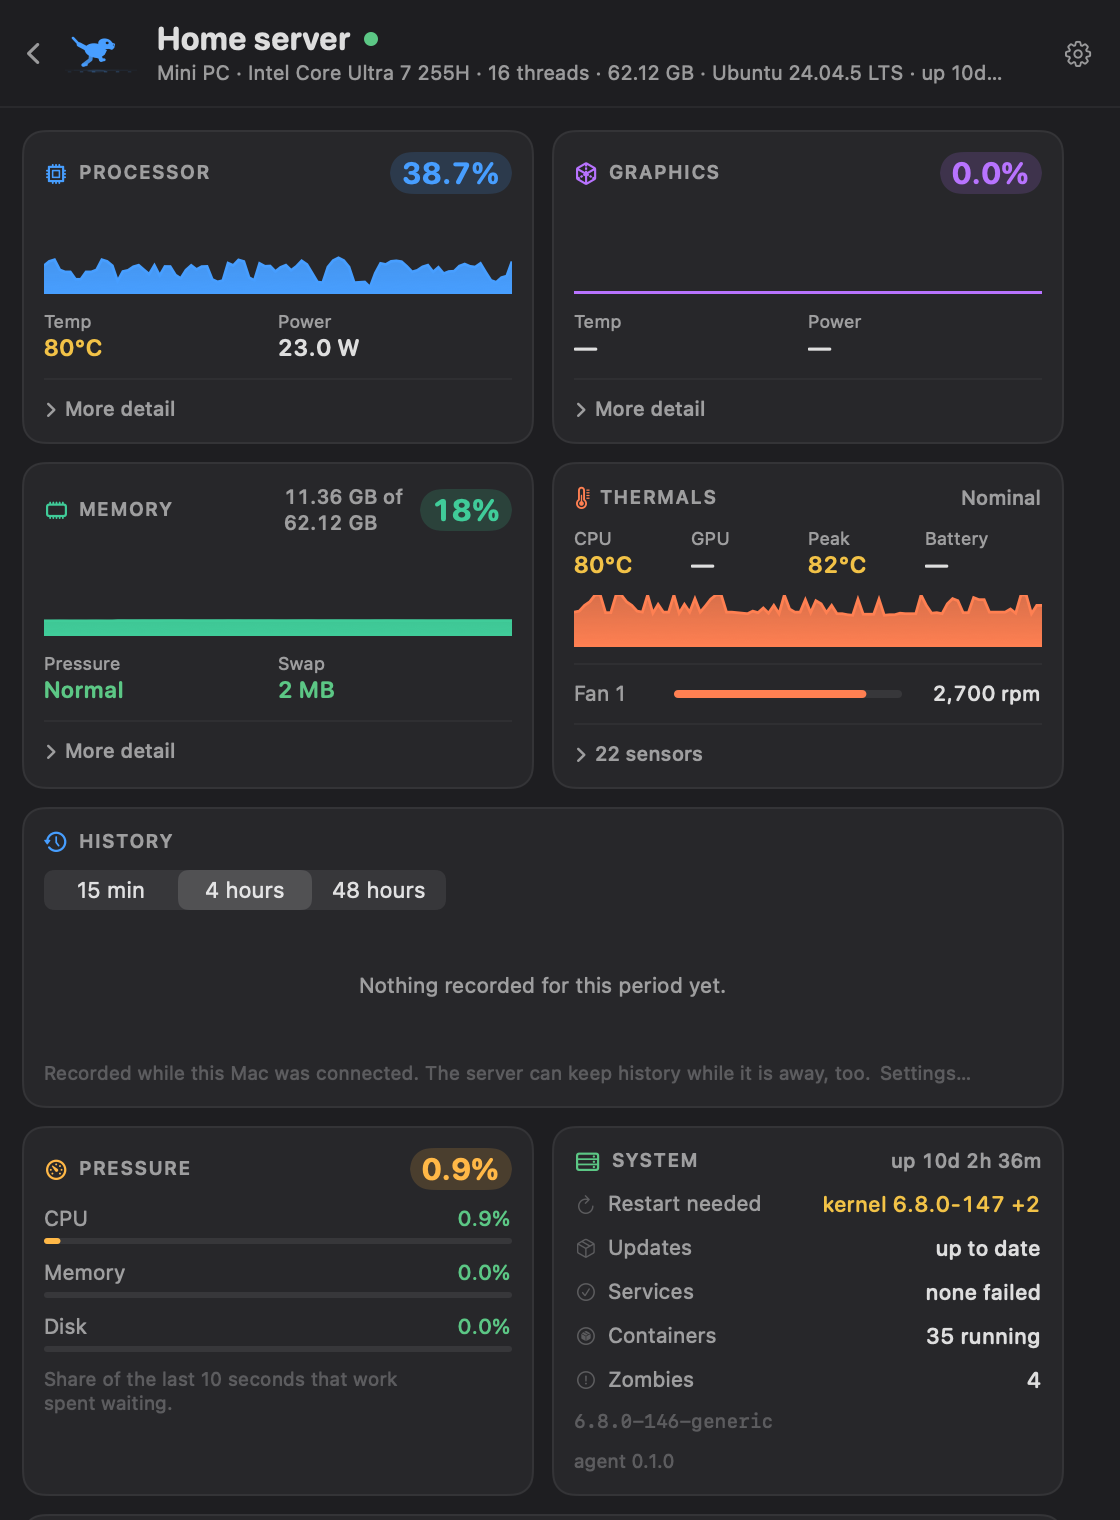 Home server
Mini PC · Intel Core Ultra 7 255H · 16 threads · 62.12 GB · Ubuntu 24.04.5 LTS · up 10d...
PROCESSOR
38.7%
Temp
Power
80°C
23.0 W
More detail
GRAPHICS
0.0%
Temp
Power
—
—
More detail
MEMORY
11.36 GB of
62.12 GB
18%
Pressure
Swap
Normal
2 MB
More detail
THERMALS
Nominal
CPU
GPU
Peak
Battery
80°C
—
82°C
—
Fan 1
2,700 rpm
22 sensors
HISTORY
15 min
4 hours
48 hours
Nothing recorded for this period yet.
Recorded while this Mac was connected. The server can keep history while it is away, too. Settings...
PRESSURE
0.9%
CPU
0.9%
Memory
0.0%
Disk
0.0%
Share of the last 10 seconds that work
spent waiting.
SYSTEM
up 10d 2h 36m
Restart needed
kernel 6.8.0-147 +2
Updates
up to date
Services
none failed
Containers
35 running
Zombies
4
6.8.0-146-generic
agent 0.1.0